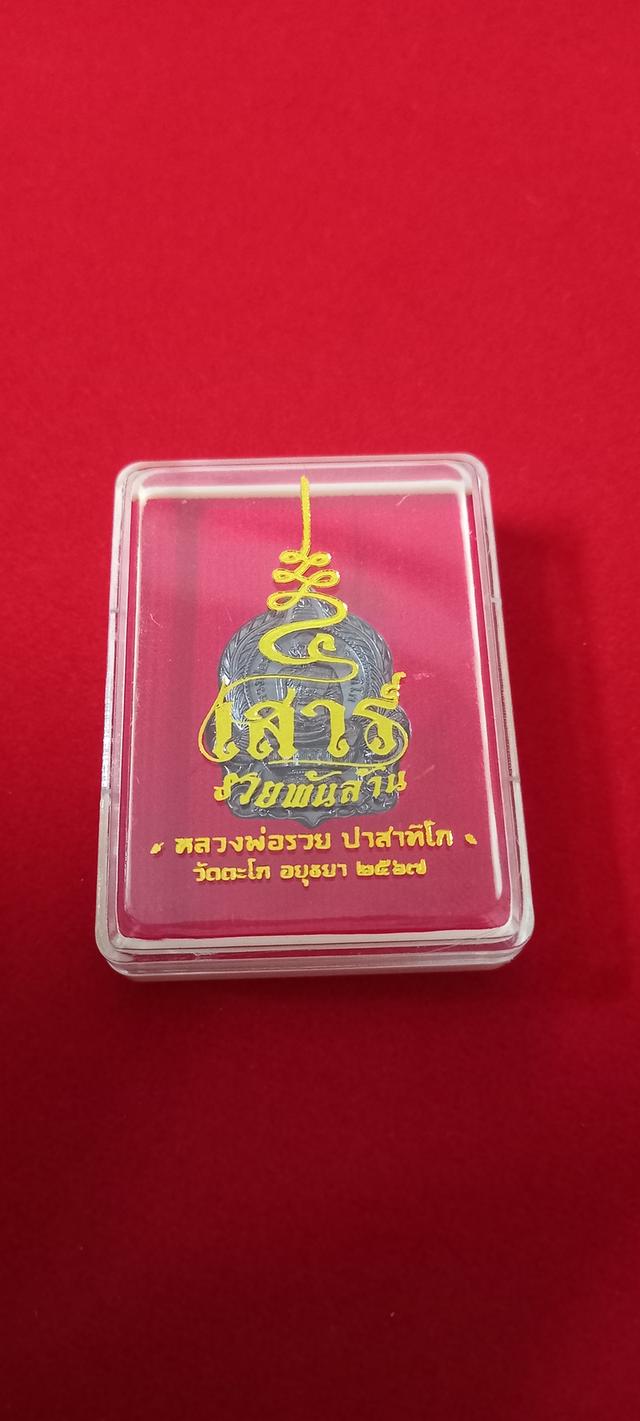 เสาร์ ๕
รวยพันล้าน
หลวงพ่อรวย ปาสาทิโก
วัดตะโก อยุธยา ๒๕๖๗